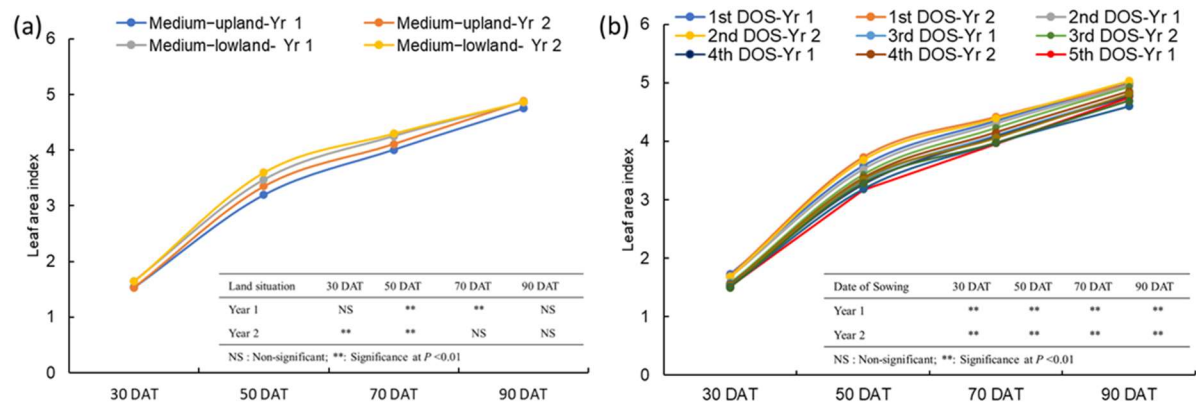 (a)
Medium-upland-Yr 1
Medium-upland-Yr 2
Medium-lowland- Yr 1
Medium-lowland- Yr 2
6
5
4
3
2
1
0
Leaf area index
Land situation 30 DAT 50 DAT 70 DAT 90 DAT
Year 1 NS ** ** NS
Year 2 ** ** NS NS
NS : Non-significant; **: Significance at P <0.01
30 DAT 50 DAT 70 DAT 90 DAT
(b)
1st DOS-Yr 1 1st DOS-Yr 2 2nd DOS-Yr 1
2nd DOS-Yr 2 3rd DOS-Yr 1 3rd DOS-Yr 2
4th DOS-Yr 1 4th DOS-Yr 2 5th DOS-Yr 1
6
5
4
3
2
1
0
Leaf area index
Date of Sowing 30 DAT 50 DAT 70 DAT 90 DAT
Year 1 ** ** ** **
Year 2 ** ** ** **
NS : Non-significant; **: Significance at P <0.01
30 DAT 50 DAT 70 DAT 90 DAT